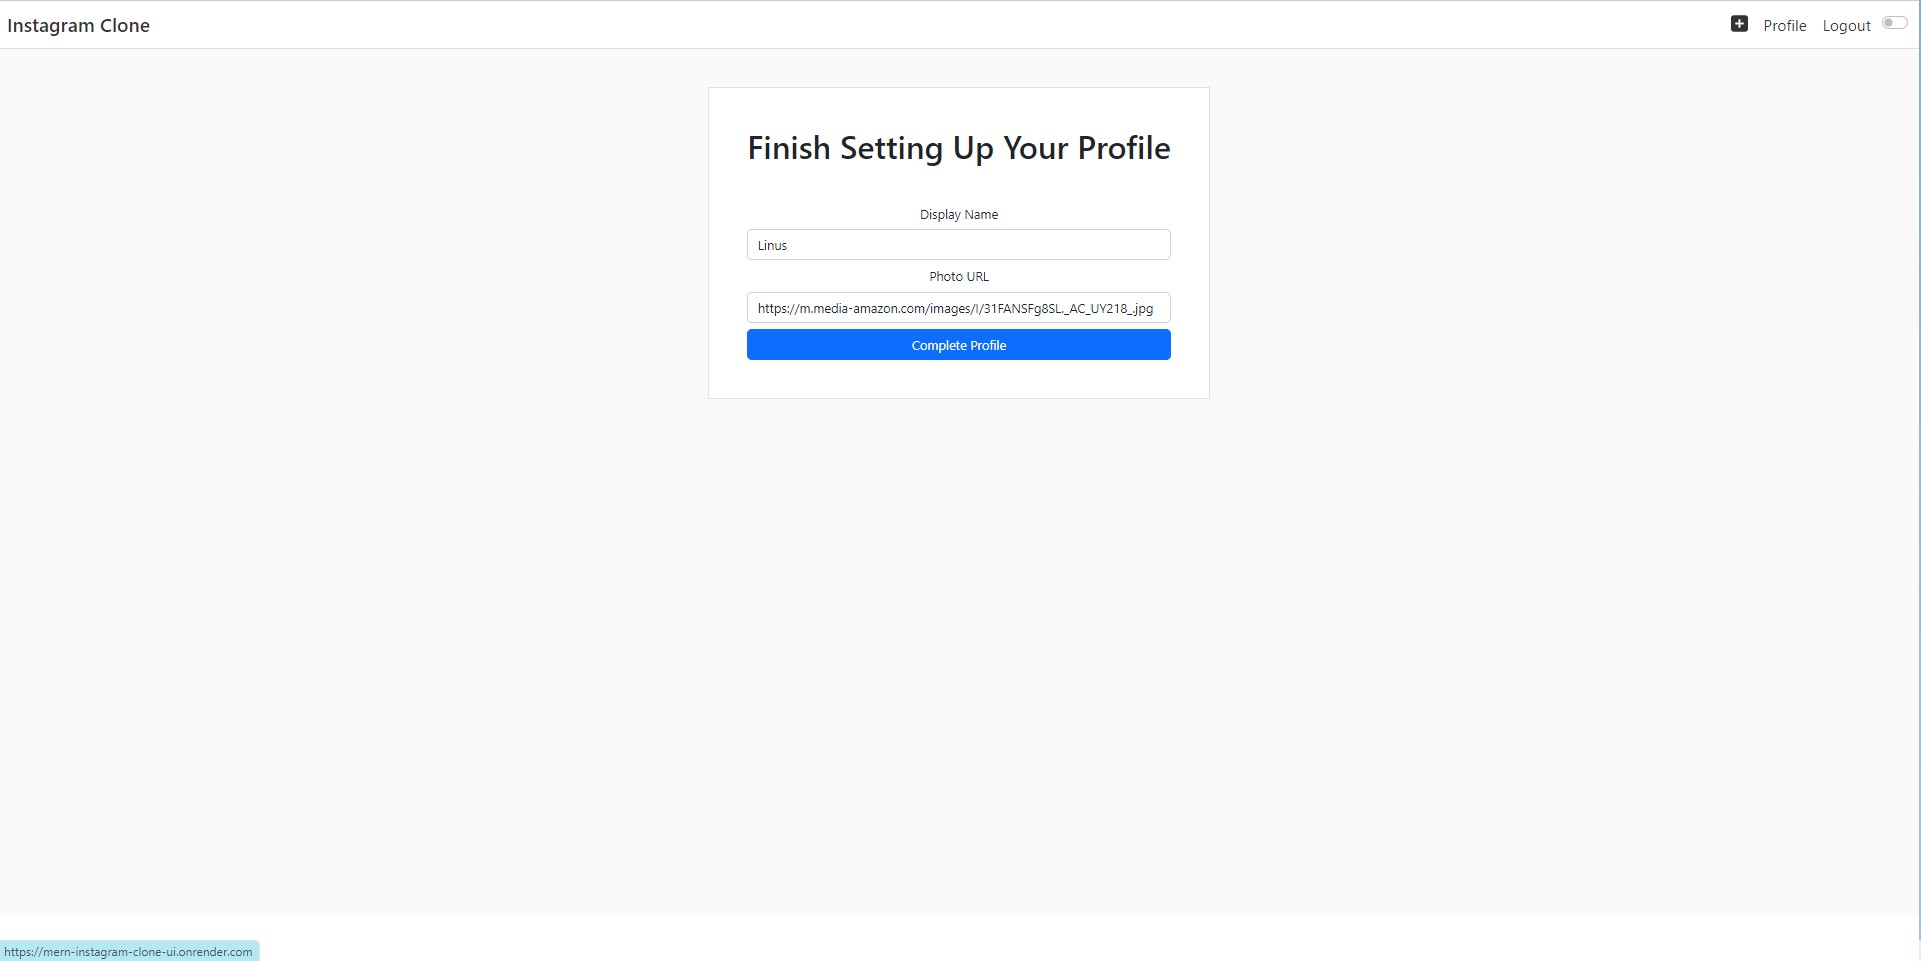 Instagram Clone
Profile Logout
Finish Setting Up Your Profile
Display Name
Linus
Photo URL
https://m.media-amazon.com/images/I/31FANSFg8SL._AC_UY218_.jpg
Complete Profile
https://mern-instagram-clone-ui.onrender.com